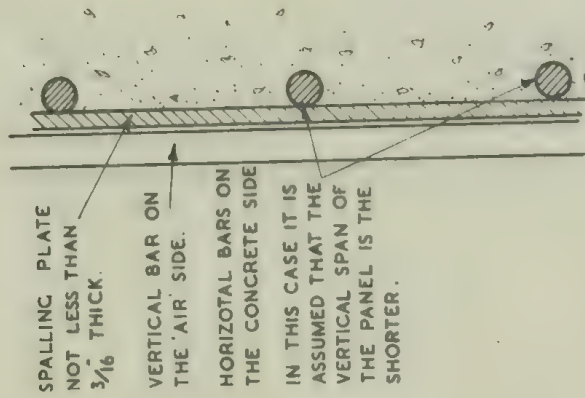 SPALLING PLATE
NOT LESS THAN
3/16" THICK.
VERTICAL BAR ON
THE 'AIR' SIDE.
HORIZOTAL BARS ON
THE CONCRETE SIDE
IN THIS CASE IT IS
ASSUMED THAT THE
VERTICAL SPAN OF
THE PANEL IS THE
SHORTER.